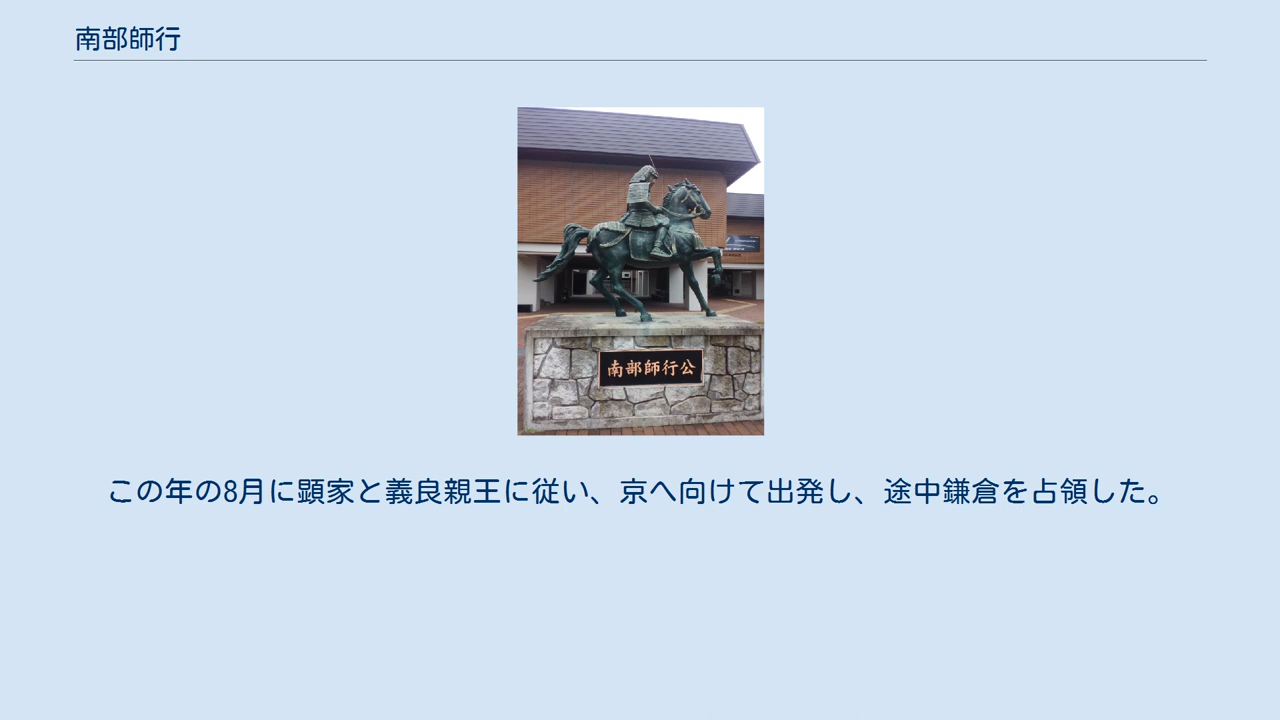 南部師行
南部師行公
この年の8月に顕家と義良親王に従い、京へ向けて出発し、途中鎌倉を占領した。